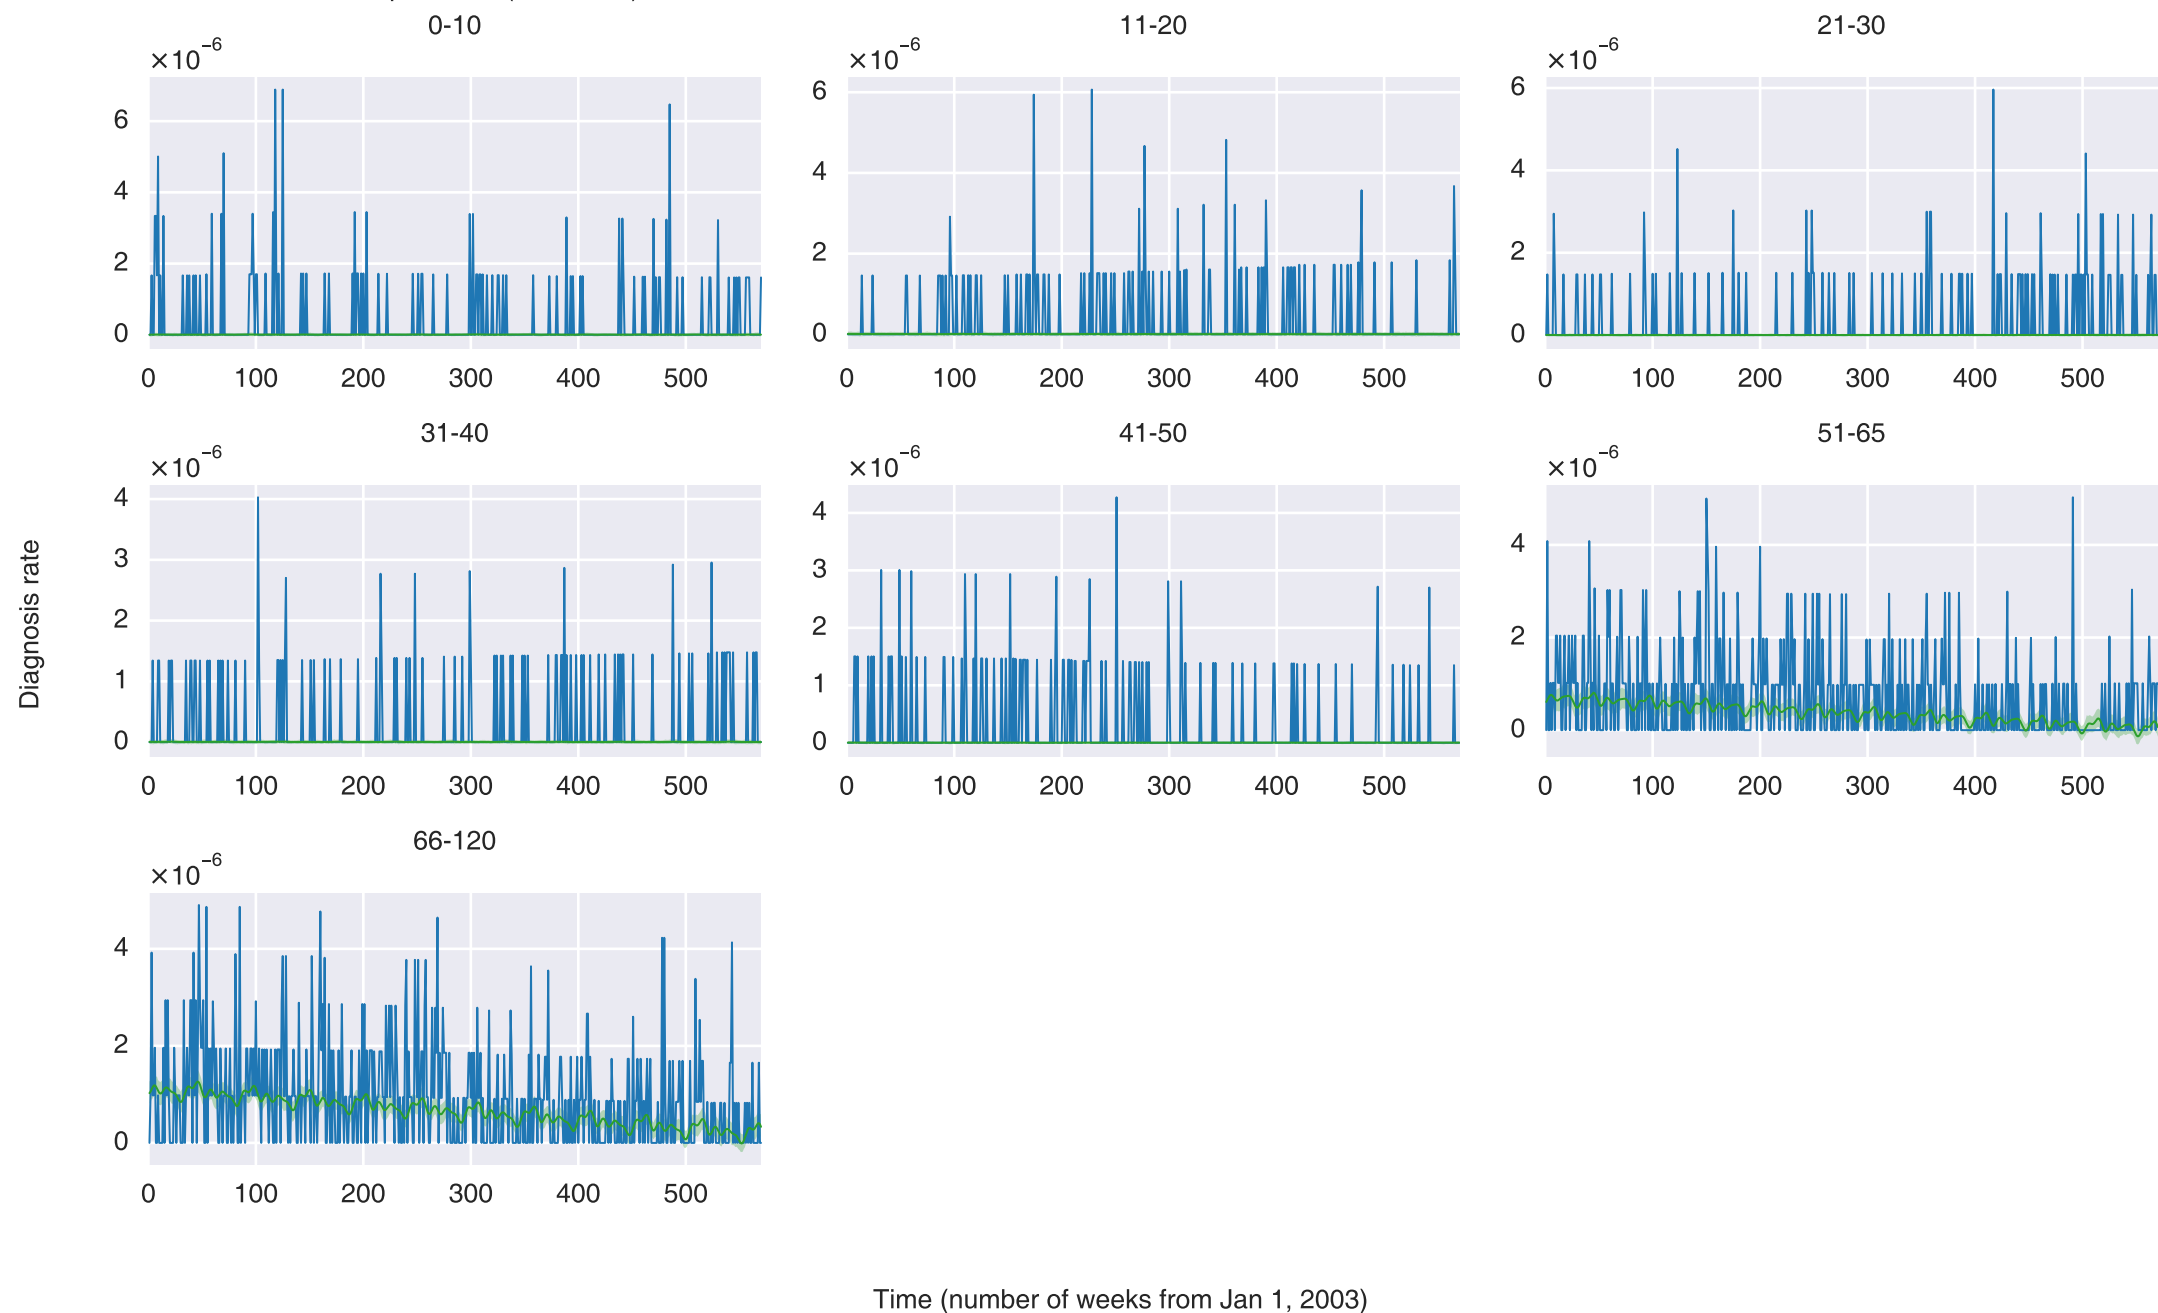 0-10 11-20 21-30
×10⁻⁶ ×10⁻⁶ ×10⁻⁶
6 6 6
4 4 4
2 2 2
0 0 0
0 100 200 300 400 500 0 100 200 300 400 500 0 100 200 300 400 500
31-40 41-50 51-65
×10⁻⁶ ×10⁻⁶ ×10⁻⁶
4 4 4
3 3
2 2 2
1 1
0 0 0
0 100 200 300 400 500 0 100 200 300 400 500 0 100 200 300 400 500
Diagnosis rate
66-120
×10⁻⁶
4
2
0
0 100 200 300 400 500
Time (number of weeks from Jan 1, 2003)